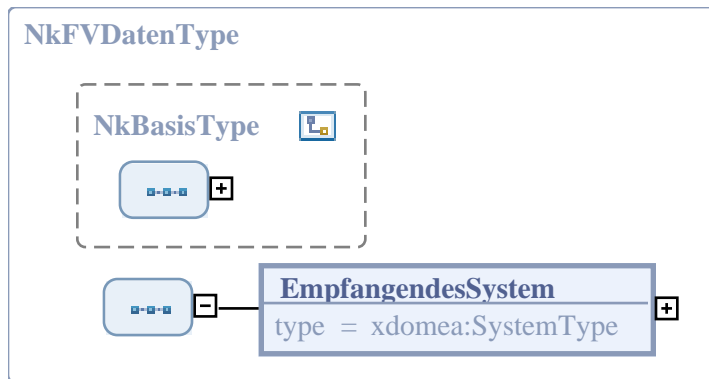 NkFVDatenType
NkBasisType
EmpfangendesSystem
type = xdomea:SystemType